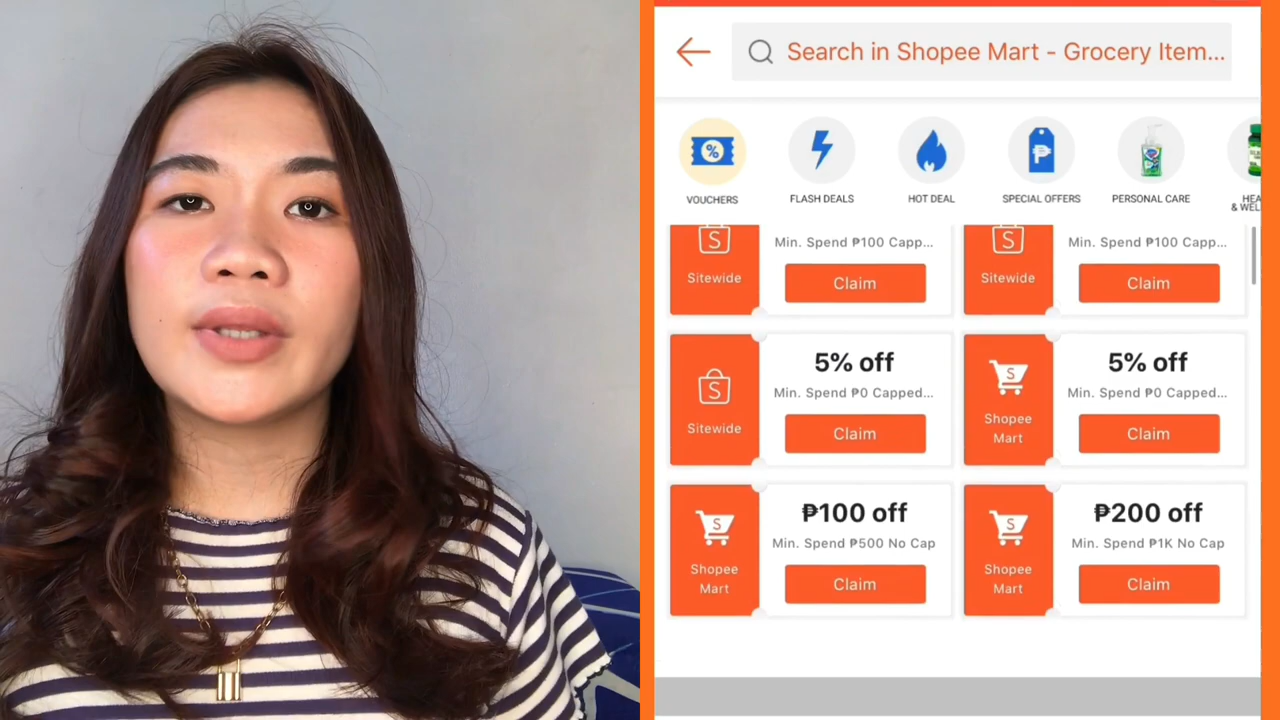 Search in Shopee Mart - Grocery Item...
VOUCHERS
FLASH DEALS
HOT DEAL
SPECIAL OFFERS
PERSONAL CARE
HEA
& WEL
S
Sitewide
Min. Spend ₱100 Capp...
Claim
S
Sitewide
Min. Spend ₱100 Capp...
Claim
S
Sitewide
5% off
Min. Spend ₱0 Capped...
Claim
S
Shopee
Mart
5% off
Min. Spend ₱0 Capped...
Claim
S
Shopee
Mart
₱100 off
Min. Spend ₱500 No Cap
Claim
S
Shopee
Mart
₱200 off
Min. Spend ₱1K No Cap
Claim